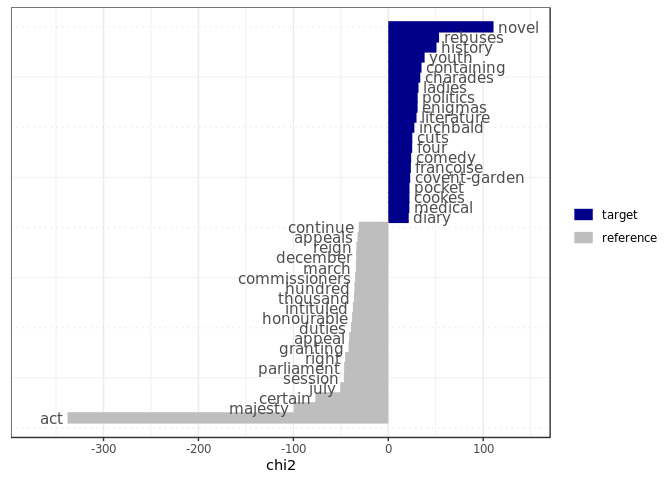 novel
rebuses
history
youth
containing
charades
ladies
politics
enigmas
literature
inchbald
cuts
four
comedy
françoise
covent-garden
pocket
cookes
medical
diary
continue
appeals
reign
december
march
commissioners
hundred
thousand
intituled
honourable
duties
appeal
granting
right
parliament
session
july
certain
majesty
act
-300 -200 -100 0 100
chi2
target
reference